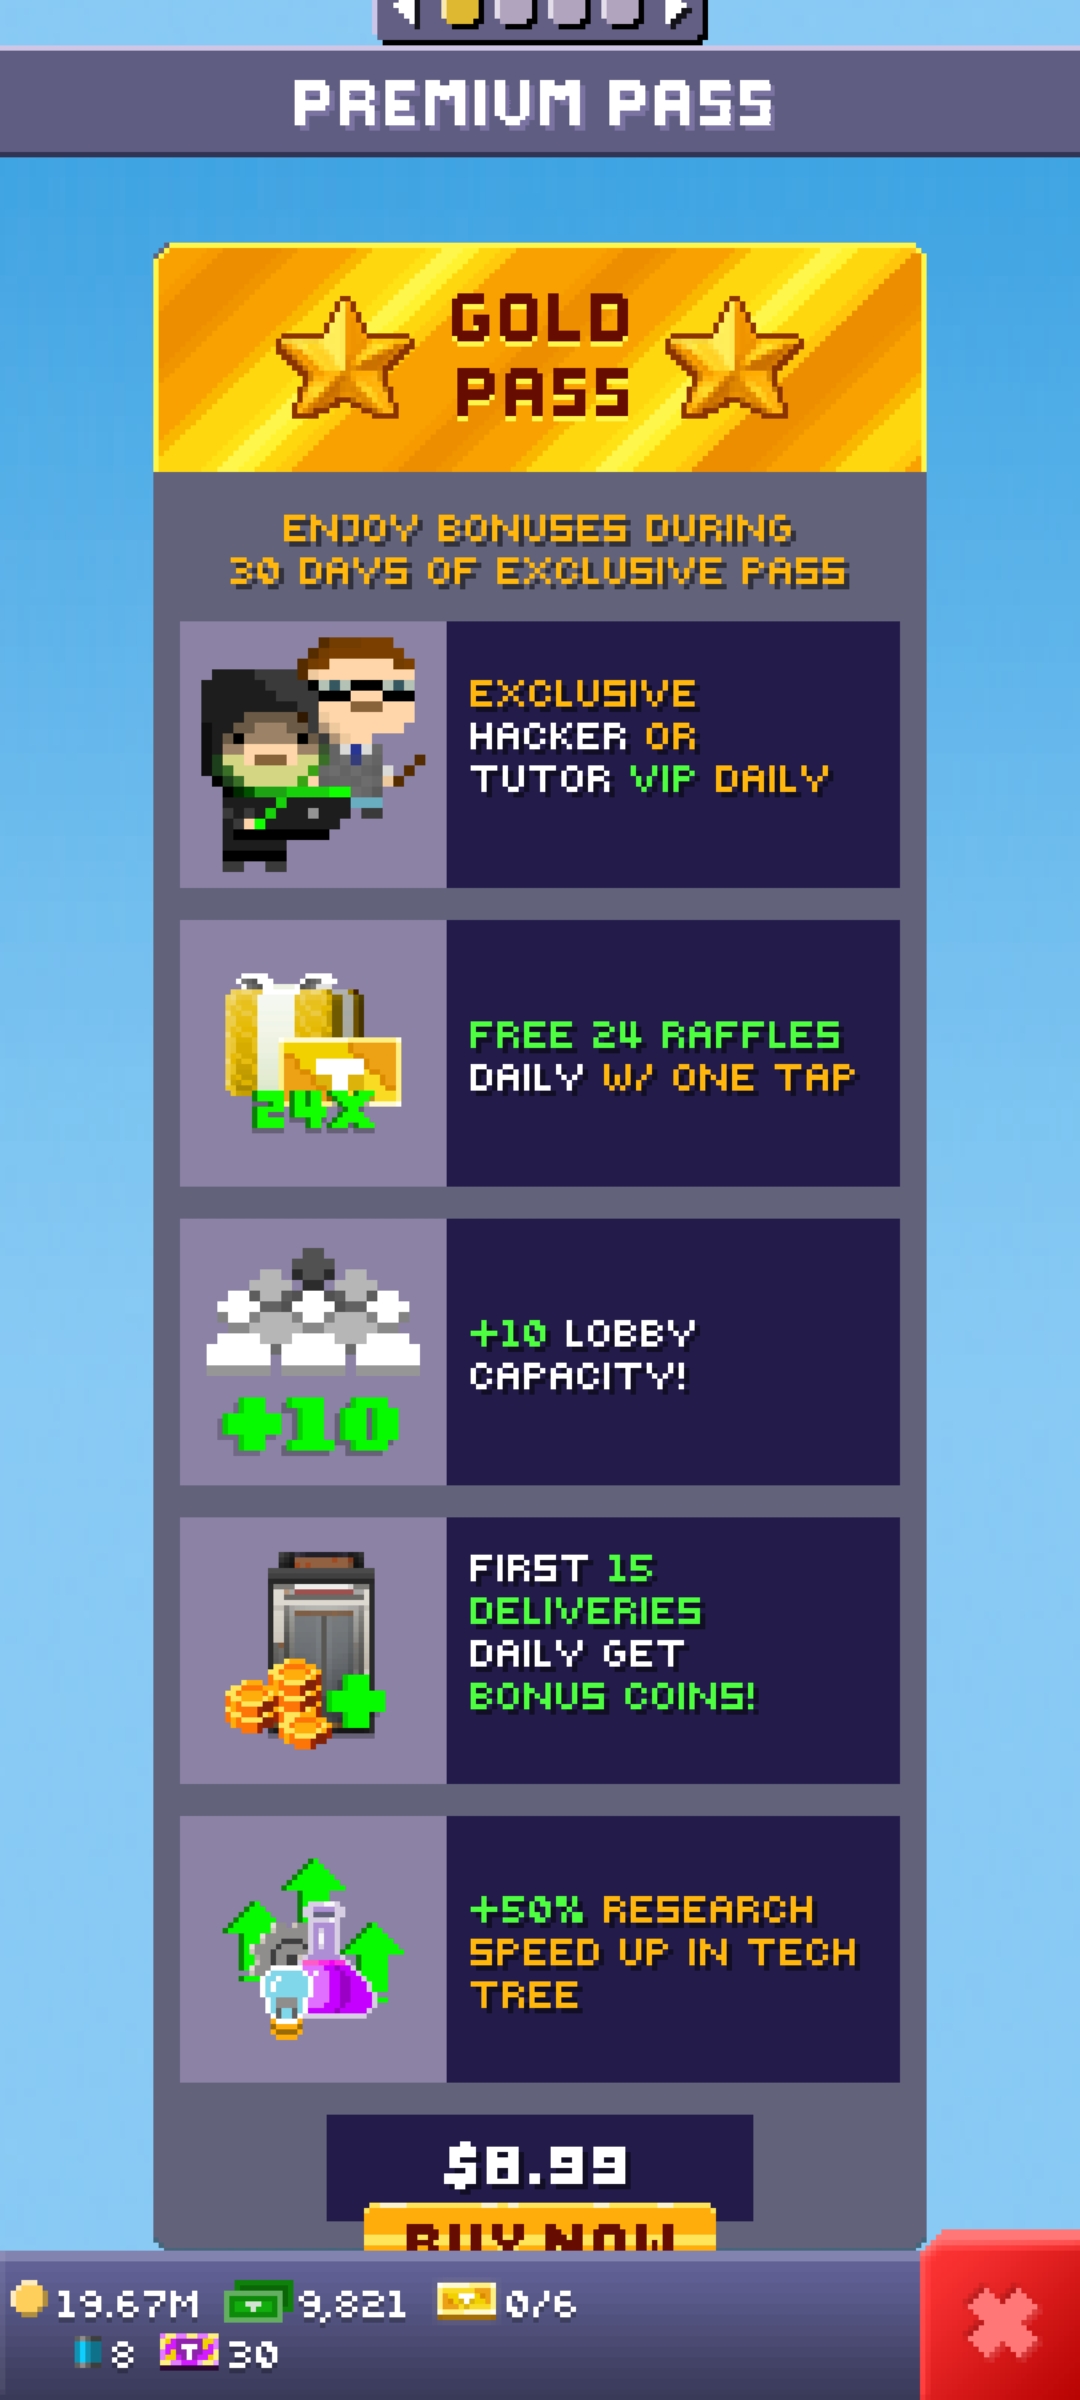 PREMIUM PASS
GOLD
PASS
ENJOY BONUSES DURING
30 DAYS OF EXCLUSIVE PASS
EXCLUSIVE
HACKER OR
TUTOR VIP DAILY
24X
FREE 24 RAFFLES
DAILY W/ ONE TAP
+10
+10 LOBBY
CAPACITY!
FIRST 15
DELIVERIES
DAILY GET
BONUS COINS!
+50% RESEARCH
SPEED UP IN TECH
TREE
$8.99
BUY NOW
19.67M 9,821 0/6
8 30